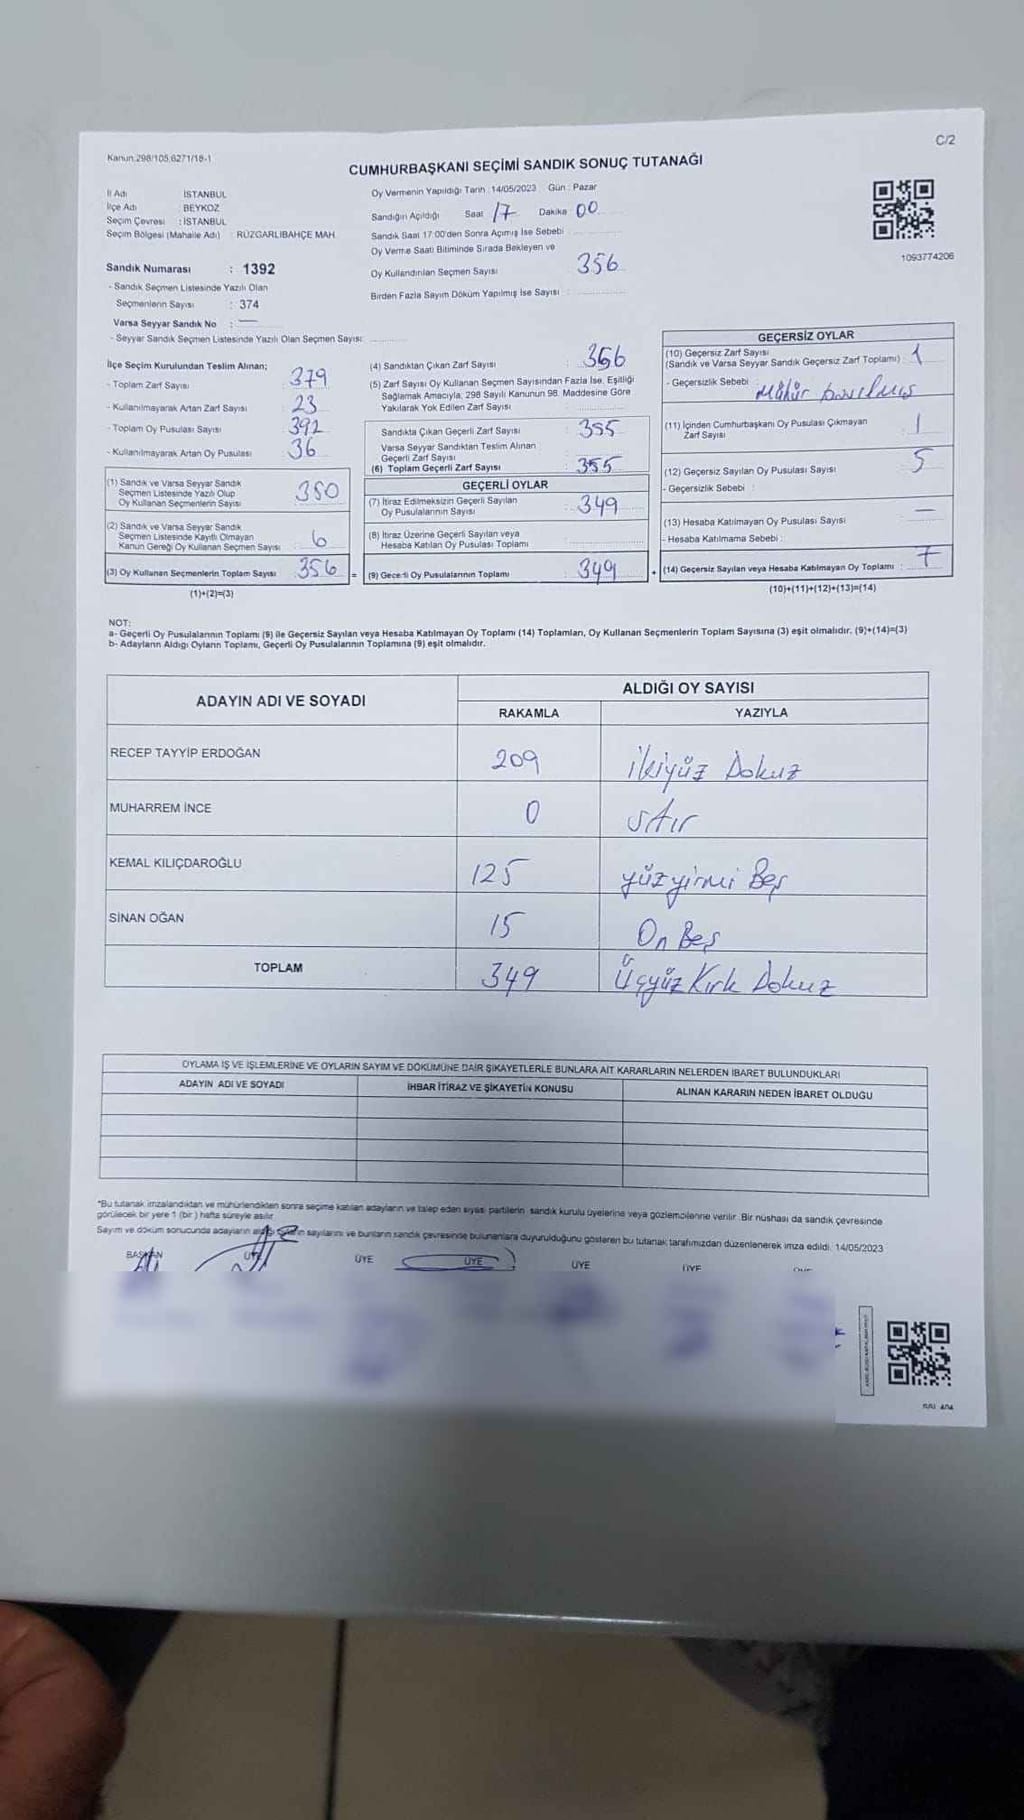 Kanun.298/105,6271/18-1
C/2
CUMHURBAŞKANI SEÇİMİ SANDIK SONUÇ TUTANAĞI
İl Adı İSTANBUL
İlçe Adı BEYKOZ
Seçim Çevresi : İSTANBUL
Seçim Bölgesi (Mahalle Adı) : RÜZGARLIBAHÇE MAH.
Sandık Numarası : 1392
- Sandık Seçmen Listesinde Yazılı Olan
Seçmenlerin Sayısı : 374
Varsa Seyyar Sandık No : —
- Seyyar Sandık Seçmen Listesinde Yazılı Olan Seçmen Sayısı:
Oy Vermenin Yapıldığı Tarih : 14/05/2023 Gün : Pazar
Sandığın Açıldığı Saat 17 Dakika 00
Sandık Saat 17:00'den Sonra Açılmış İse Sebebi :
Oy Verme Saati Bitiminde Sırada Bekleyen ve
Oy Kullandırılan Seçmen Sayısı 356
Birden Fazla Sayım Döküm Yapılmış İse Sayısı :
1093774206
İlçe Seçim Kurulundan Teslim Alınan;
- Toplam Zarf Sayısı 379
- Kullanılmayarak Artan Zarf Sayısı 23
- Toplam Oy Pusulası Sayısı 392
- Kullanılmayarak Artan Oy Pusulası 36
(1) Sandık ve Varsa Seyyar Sandık
Seçmen Listesinde Yazılı Olup
Oy Kullanan Seçmenlerin Sayısı 350
(2) Sandık ve Varsa Seyyar Sandık
Seçmen Listesinde Kayıtlı Olmayan
Kanun Gereği Oy Kullanan Seçmen Sayısı 6
(3) Oy Kullanan Seçmenlerin Toplam Sayısı 356 =
(1)+(2)=(3)
(4) Sandıktan Çıkan Zarf Sayısı : 356
(5) Zarf Sayısı Oy Kullanan Seçmen Sayısından Fazla İse, Eşitliği
Sağlamak Amacıyla, 298 Sayılı Kanunun 98. Maddesine Göre
Yakılarak Yok Edilen Zarf Sayısı :
Sandıkta Çıkan Geçerli Zarf Sayısı : 355
Varsa Seyyar Sandıktan Teslim Alınan
Geçerli Zarf Sayısı
(6) Toplam Geçerli Zarf Sayısı : 355
GEÇERLİ OYLAR
(7) İtiraz Edilmeksizin Geçerli Sayılan
Oy Pusulalarının Sayısı : 349
(8) İtiraz Üzerine Geçerli Sayılan veya
Hesaba Katılan Oy Pusulası Toplamı :
(9) Geçerli Oy Pusulalarının Toplamı : 349 +
GEÇERSİZ OYLAR
(10) Geçersiz Zarf Sayısı
(Sandık ve Varsa Seyyar Sandık Geçersiz Zarf Toplamı) : 1
- Geçersizlik Sebebi : mühür basılmış
(11) İçinden Cumhurbaşkanı Oy Pusulası Çıkmayan
Zarf Sayısı 1
(12) Geçersiz Sayılan Oy Pusulası Sayısı 5
- Geçersizlik Sebebi :
(13) Hesaba Katılmayan Oy Pusulası Sayısı —
- Hesaba Katılmama Sebebi :
(14) Geçersiz Sayılan veya Hesaba Katılmayan Oy Toplamı : 7
(10)+(11)+(12)+(13)=(14)
NOT:
a- Geçerli Oy Pusulalarının Toplamı (9) ile Geçersiz Sayılan veya Hesaba Katılmayan Oy Toplamı (14) Toplamları, Oy Kullanan Seçmenlerin Toplam Sayısına (3) eşit olmalıdır. (9)+(14)=(3)
b- Adayların Aldığı Oyların Toplamı, Geçerli Oy Pusulalarının Toplamına (9) eşit olmalıdır.
ADAYIN ADI VE SOYADI
ALDIĞI OY SAYISI
RAKAMLA YAZIYLA
RECEP TAYYİP ERDOĞAN 209 ikiyüz Dokuz
MUHARREM İNCE 0 sıfır
KEMAL KILIÇDAROĞLU 125 yüzyirmi Beş
SİNAN OĞAN 15 On Beş
TOPLAM 349 Üçyüz Kırk Dokuz
OYLAMA İŞ VE İŞLEMLERİNE VE OYLARIN SAYIM VE DÖKÜMÜNE DAİR ŞİKAYETLERLE BUNLARA AİT KARARLARIN NELERDEN İBARET BULUNDUKLARI
ADAYIN ADI VE SOYADI İHBAR İTİRAZ VE ŞİKAYETİN KONUSU ALINAN KARARIN NEDEN İBARET OLDUĞU
*Bu tutanak imzalandıktan ve mühürlendikten sonra seçime katılan adayların ve talep eden siyasi partilerin sandık kurulu üyelerine veya gözlemcilerine verilir. Bir nüshası da sandık çevresinde
görülecek bir yere 1 (bir) hafta süreyle asılır.
Sayım ve döküm sonucunda adayların aldığı oyların sayılarını ve bunların sandık çevresinde bulunanlara duyurulduğunu gösteren bu tutanak tarafımızdan düzenlenerek imza edildi. 14/05/2023
BAŞKAN ÜYE ÜYE ÜYE ÜYE ÜYE ÜYE